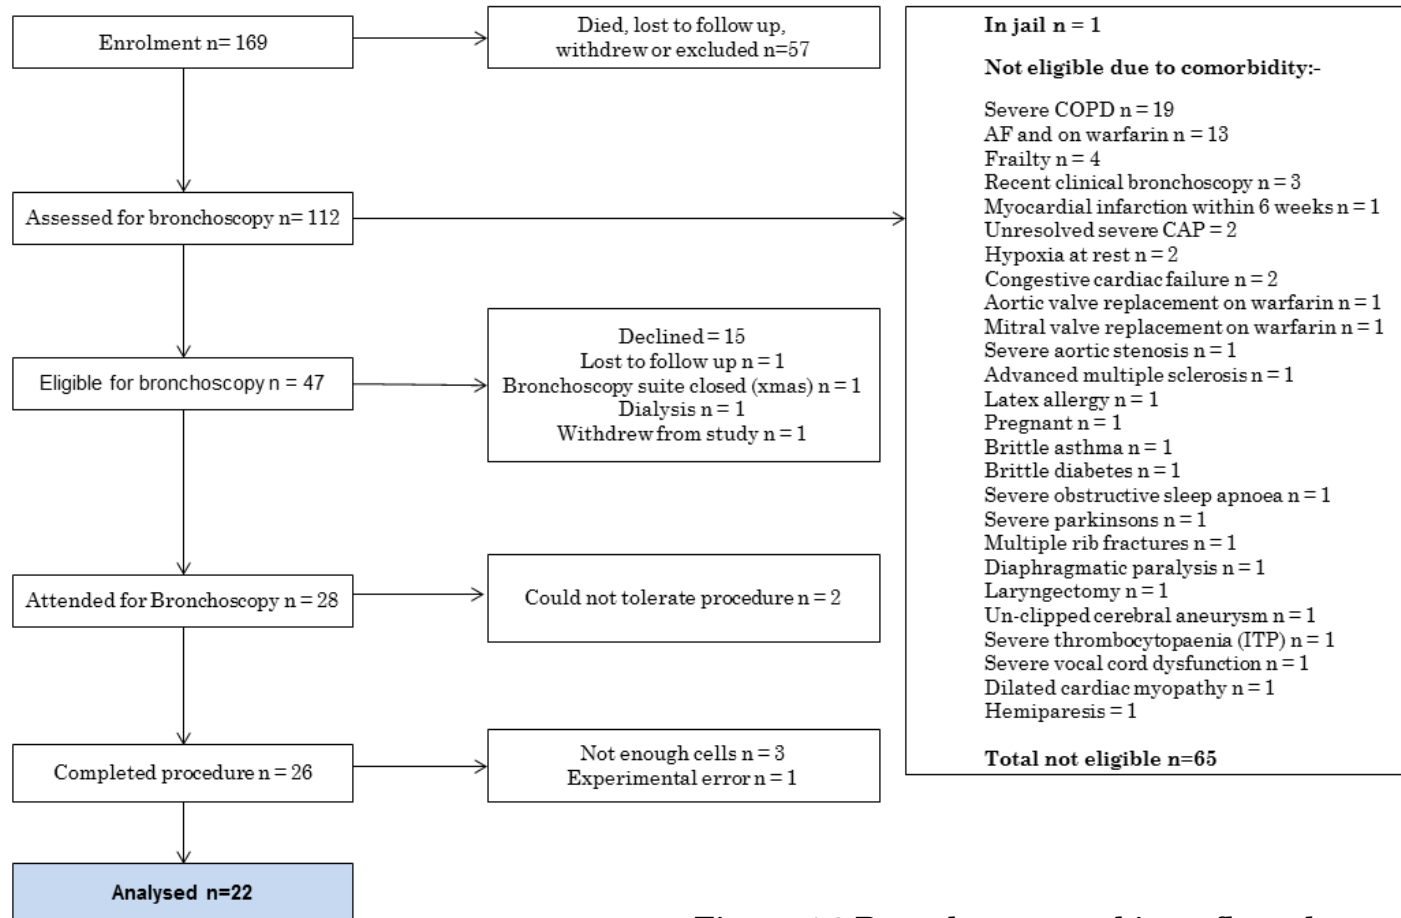 Enrolment n= 169
Died, lost to follow up,
withdrew or excluded n=57
Assessed for bronchoscopy n= 112
In jail n = 1
Not eligible due to comorbidity:-
Severe COPD n = 19
AF and on warfarin n = 13
Frailty n = 4
Recent clinical bronchoscopy n = 3
Myocardial infarction within 6 weeks n = 1
Unresolved severe CAP = 2
Hypoxia at rest n = 2
Congestive cardiac failure n = 2
Aortic valve replacement on warfarin n = 1
Mitral valve replacement on warfarin n = 1
Severe aortic stenosis n = 1
Advanced multiple sclerosis n = 1
Latex allergy n = 1
Pregnant n = 1
Brittle asthma n = 1
Brittle diabetes n = 1
Severe obstructive sleep apnoea n = 1
Severe parkinsons n = 1
Multiple rib fractures n = 1
Diaphragmatic paralysis n = 1
Laryngectomy n = 1
Un-clipped cerebral aneurysm n = 1
Severe thrombocytopaenia (ITP) n = 1
Severe vocal cord dysfunction n = 1
Dilated cardiac myopathy n = 1
Hemiparesis = 1
Total not eligible n=65
Eligible for bronchoscopy n = 47
Declined = 15
Lost to follow up n = 1
Bronchoscopy suite closed (xmas) n = 1
Dialysis n = 1
Withdrew from study n = 1
Attended for Bronchoscopy n = 28
Could not tolerate procedure n = 2
Completed procedure n = 26
Not enough cells n = 3
Experimental error n = 1
Analysed n=22